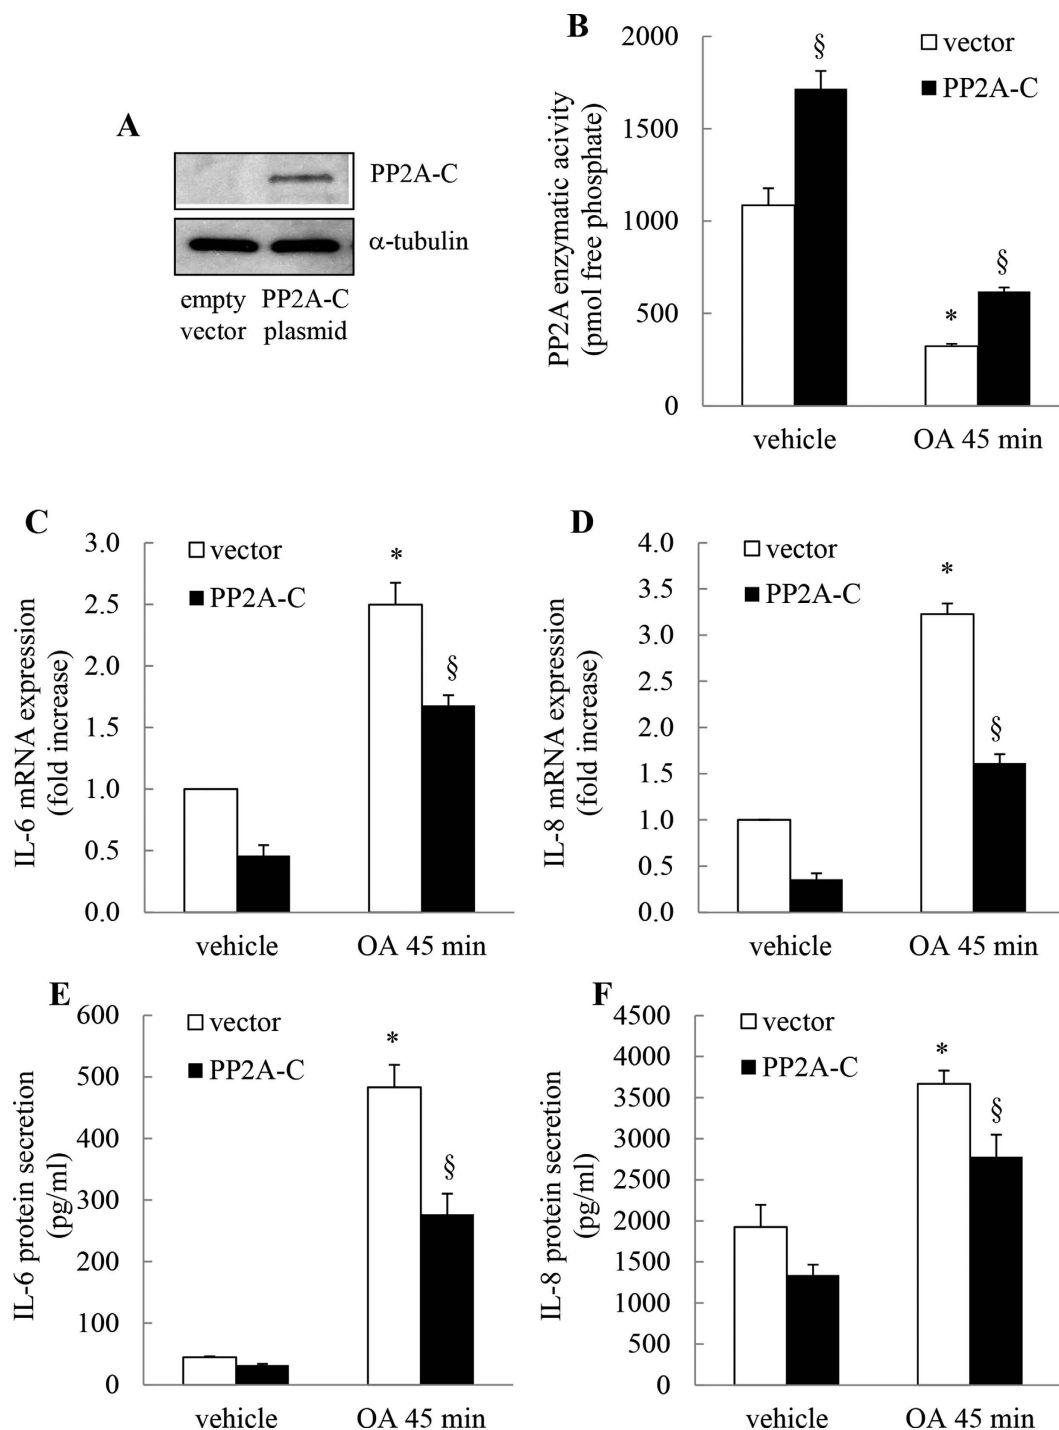 A
PP2A-C
α-tubulin
empty vector
PP2A-C plasmid
B
PP2A enzymatic acivity
(pmol free phosphate)
2000
1500
1000
500
0
vector
PP2A-C
§
*
§
vehicle
OA 45 min
C
IL-6 mRNA expression
(fold increase)
3.0
2.5
2.0
1.5
1.0
0.5
0.0
vector
PP2A-C
*
§
vehicle
OA 45 min
D
IL-8 mRNA expression
(fold increase)
4.0
3.5
3.0
2.5
2.0
1.5
1.0
0.5
0.0
vector
PP2A-C
*
§
vehicle
OA 45 min
E
IL-6 protein secretion
(pg/ml)
600
500
400
300
200
100
0
vector
PP2A-C
*
§
vehicle
OA 45 min
F
IL-8 protein secretion
(pg/ml)
4500
4000
3500
3000
2500
2000
1500
1000
500
0
vector
PP2A-C
*
§
vehicle
OA 45 min